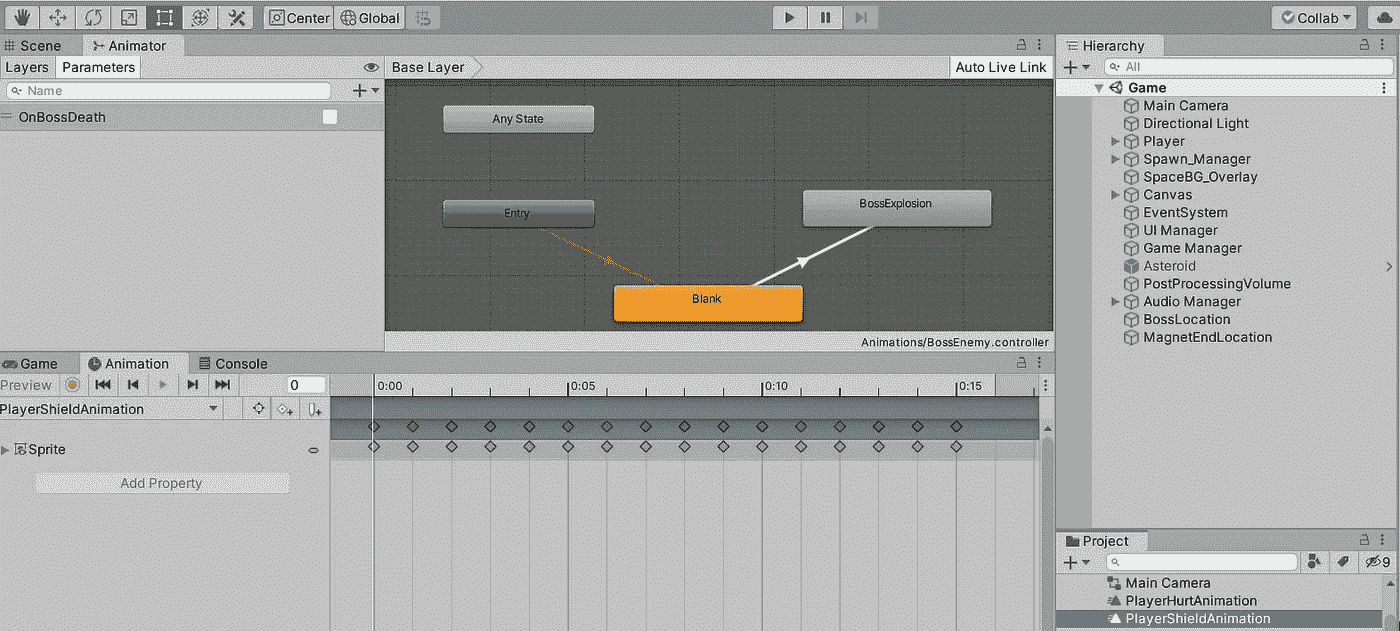 Center Global Collab
Scene Animator
Layers Parameters
Name
OnBossDeath
Base Layer Auto Live Link
Any State
Entry
BossExplosion
Blank
Animations/BossEnemy.controller
Hierarchy
All
Game
Main Camera
Directional Light
Player
Spawn_Manager
SpaceBG_Overlay
Canvas
EventSystem
UI Manager
Game Manager
Asteroid
PostProcessingVolume
Audio Manager
BossLocation
MagnetEndLocation
Game Animation Console
Preview 0 0:00 0:05 0:10 0:15
PlayerShieldAnimation
Sprite
Add Property
Project
9
Main Camera
PlayerHurtAnimation
PlayerShieldAnimation